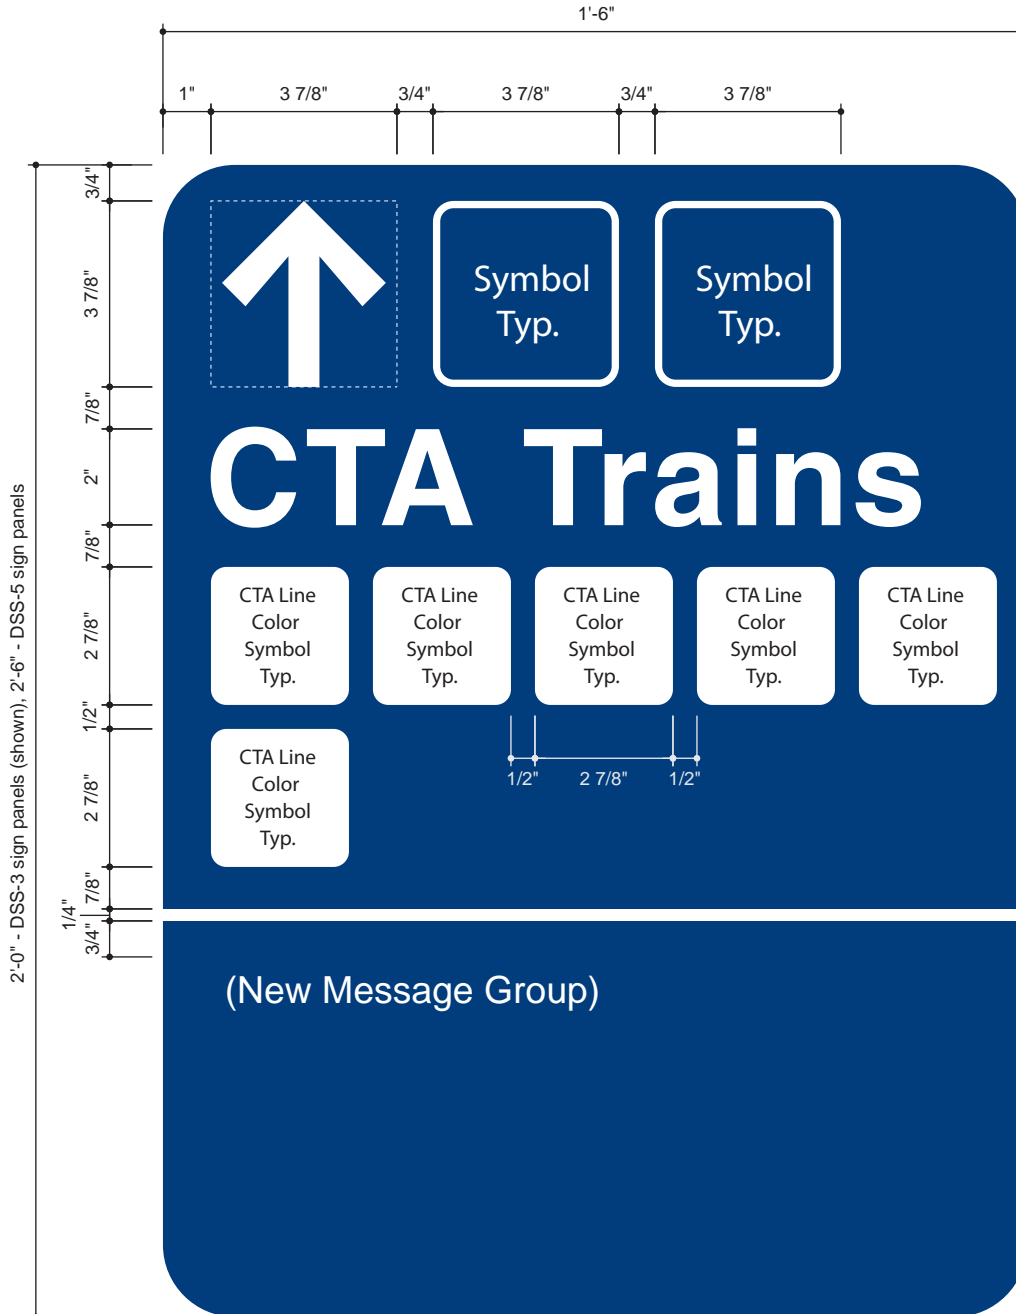 1'-6"
1" 3 7/8" 3/4" 3 7/8" 3/4" 3 7/8"
3/4"
3 7/8"
7/8"
2"
7/8"
2 7/8"
1/2"
2 7/8"
7/8"
1/4"
3/4"
2'-0" - DSS-3 sign panels (shown), 2'-6" - DSS-5 sign panels
Symbol
Typ.
Symbol
Typ.
CTA Trains
CTA Line
Color
Symbol
Typ.
CTA Line
Color
Symbol
Typ.
CTA Line
Color
Symbol
Typ.
CTA Line
Color
Symbol
Typ.
CTA Line
Color
Symbol
Typ.
CTA Line
Color
Symbol
Typ.
1/2" 2 7/8" 1/2"
(New Message Group)